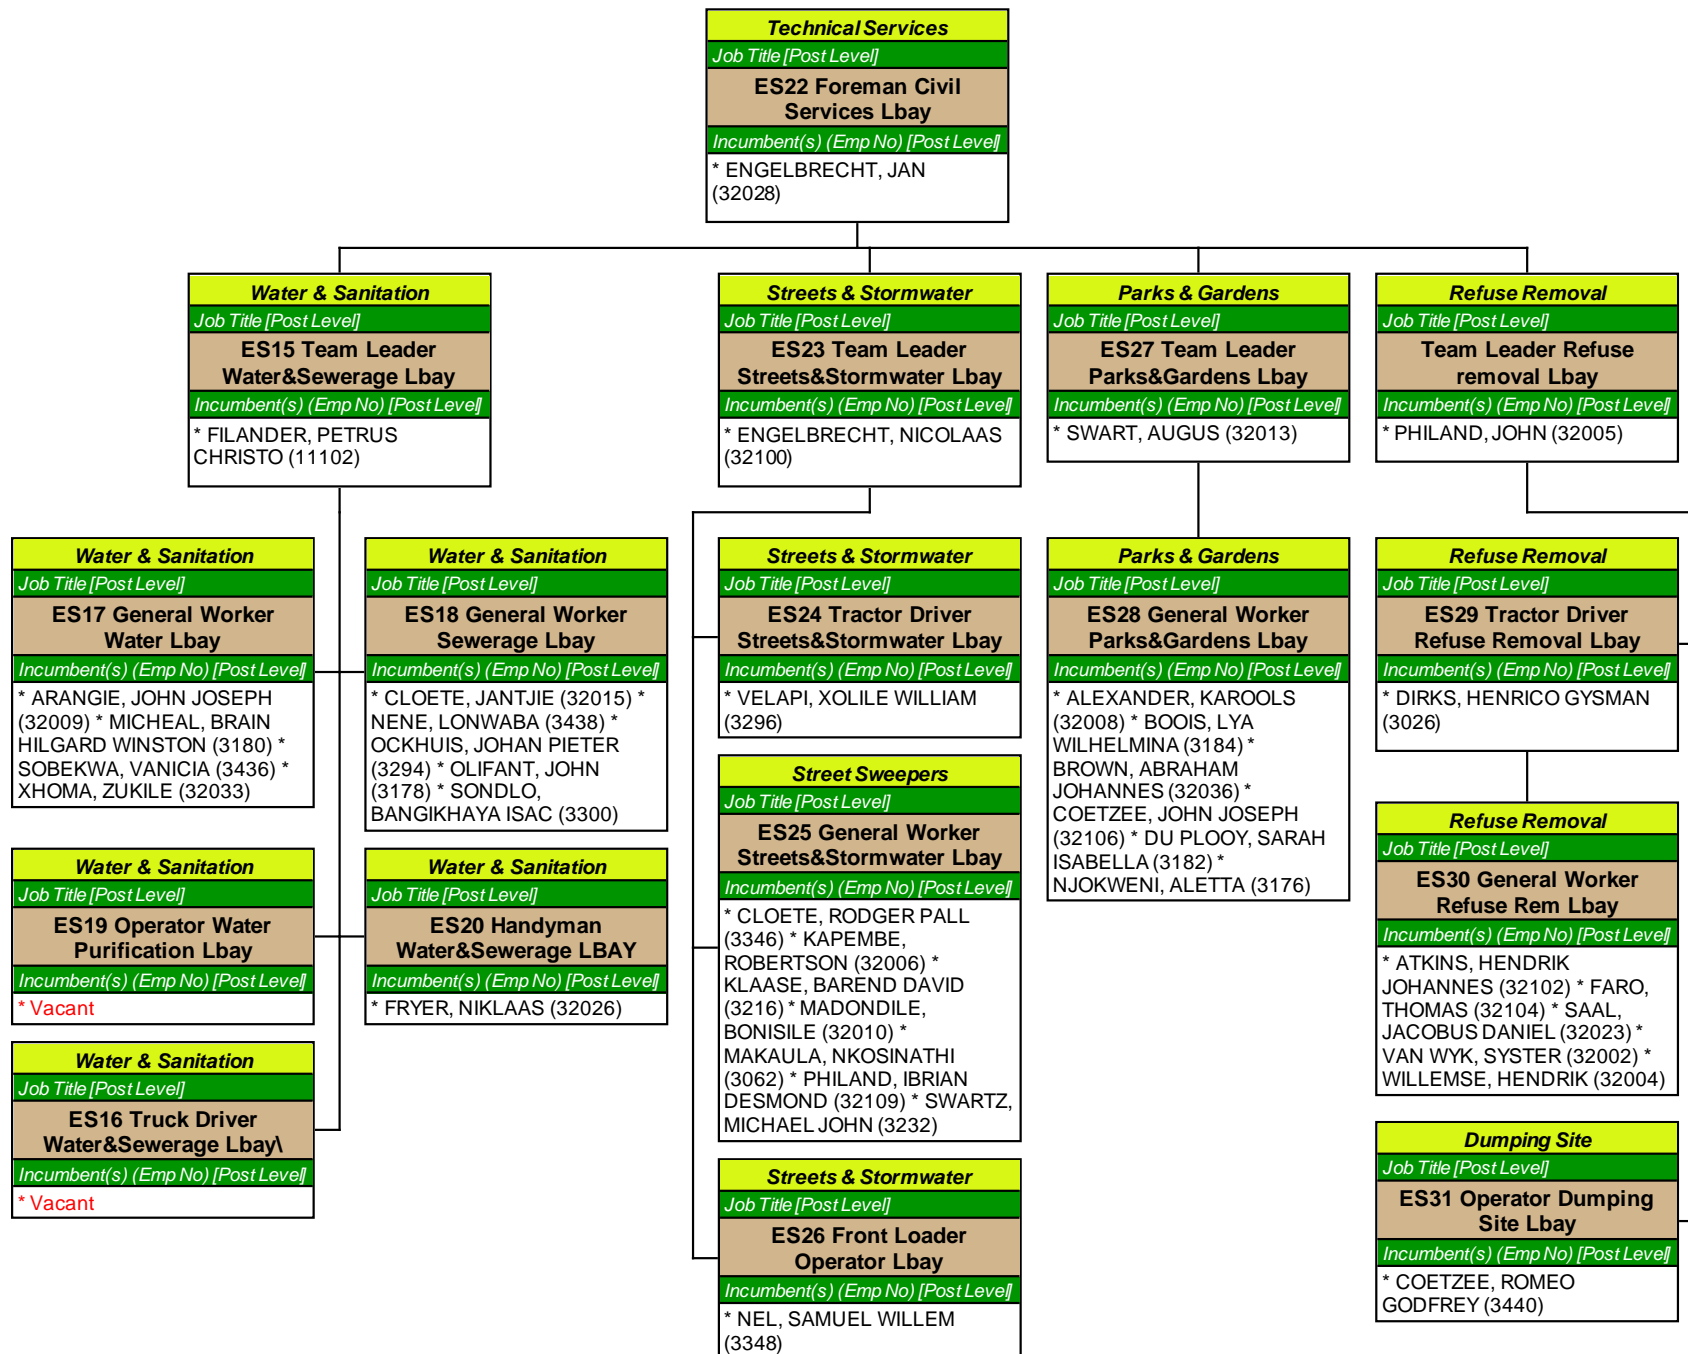 Technical Services
Job Title [Post Level]
ES22 Foreman Civil
Services Lbay
Incumbent(s) (Emp No) [Post Level]
* ENGELBRECHT, JAN
(32028)
Water & Sanitation
Job Title [Post Level]
ES15 Team Leader
Water&Sewerage Lbay
Incumbent(s) (Emp No) [Post Level]
* FILANDER, PETRUS
CHRISTO (11102)
Streets & Stormwater
Job Title [Post Level]
ES23 Team Leader
Streets&Stormwater Lbay
Incumbent(s) (Emp No) [Post Level]
* ENGELBRECHT, NICOLAAS
(32100)
Parks & Gardens
Job Title [Post Level]
ES27 Team Leader
Parks&Gardens Lbay
Incumbent(s) (Emp No) [Post Level]
* SWART, AUGUS (32013)
Refuse Removal
Job Title [Post Level]
Team Leader Refuse
removal Lbay
Incumbent(s) (Emp No) [Post Level]
* PHILAND, JOHN (32005)
Water & Sanitation
Job Title [Post Level]
ES17 General Worker
Water Lbay
Incumbent(s) (Emp No) [Post Level]
* ARANGIE, JOHN JOSEPH
(32009) * MICHEAL, BRAIN
HILGARD WINSTON (3180) *
SOBEKWA, VANICIA (3436) *
XHOMA, ZUKILE (32033)
Water & Sanitation
Job Title [Post Level]
ES18 General Worker
Sewerage Lbay
Incumbent(s) (Emp No) [Post Level]
* CLOETE, JANTJIE (32015) *
NENE, LONWABA (3438) *
OCKHUIS, JOHAN PIETER
(3294) * OLIFANT, JOHN
(3178) * SONDLO,
BANGIKHAYA ISAC (3300)
Streets & Stormwater
Job Title [Post Level]
ES24 Tractor Driver
Streets&Stormwater Lbay
Incumbent(s) (Emp No) [Post Level]
* VELAPI, XOLILE WILLIAM
(3296)
Parks & Gardens
Job Title [Post Level]
ES28 General Worker
Parks&Gardens Lbay
Incumbent(s) (Emp No) [Post Level]
* ALEXANDER, KAROOLS
(32008) * BOOIS, LYA
WILHELMINA (3184) *
BROWN, ABRAHAM
JOHANNES (32036) *
COETZEE, JOHN JOSEPH
(32106) * DU PLOOY, SARAH
ISABELLA (3182) *
NJOKWENI, ALETTA (3176)
Refuse Removal
Job Title [Post Level]
ES29 Tractor Driver
Refuse Removal Lbay
Incumbent(s) (Emp No) [Post Level]
* DIRKS, HENRICO GYSMAN
(3026)
Street Sweepers
Job Title [Post Level]
ES25 General Worker
Streets&Stormwater Lbay
Incumbent(s) (Emp No) [Post Level]
* CLOETE, RODGER PALL
(3346) * KAPEMBE,
ROBERTSON (32006) *
KLAASE, BAREND DAVID
(3216) * MADONDILE,
BONISILE (32010) *
MAKAULA, NKOSINATHI
(3062) * PHILAND, IBRIAN
DESMOND (32109) * SWARTZ,
MICHAEL JOHN (3232)
Refuse Removal
Job Title [Post Level]
ES30 General Worker
Refuse Rem Lbay
Incumbent(s) (Emp No) [Post Level]
* ATKINS, HENDRIK
JOHANNES (32102) * FARO,
THOMAS (32104) * SAAL,
JACOBUS DANIEL (32023) *
VAN WYK, SYSTER (32002) *
WILLEMSE, HENDRIK (32004)
Water & Sanitation
Job Title [Post Level]
ES19 Operator Water
Purification Lbay
Incumbent(s) (Emp No) [Post Level]
* Vacant
Water & Sanitation
Job Title [Post Level]
ES20 Handyman
Water&Sewerage LBAY
Incumbent(s) (Emp No) [Post Level]
* FRYER, NIKLAAS (32026)
Water & Sanitation
Job Title [Post Level]
ES16 Truck Driver
Water&Sewerage Lbay\
Incumbent(s) (Emp No) [Post Level]
* Vacant
Dumping Site
Job Title [Post Level]
ES31 Operator Dumping
Site Lbay
Incumbent(s) (Emp No) [Post Level]
* COETZEE, ROMEO
GODFREY (3440)
Streets & Stormwater
Job Title [Post Level]
ES26 Front Loader
Operator Lbay
Incumbent(s) (Emp No) [Post Level]
* NEL, SAMUEL WILLEM
(3348)